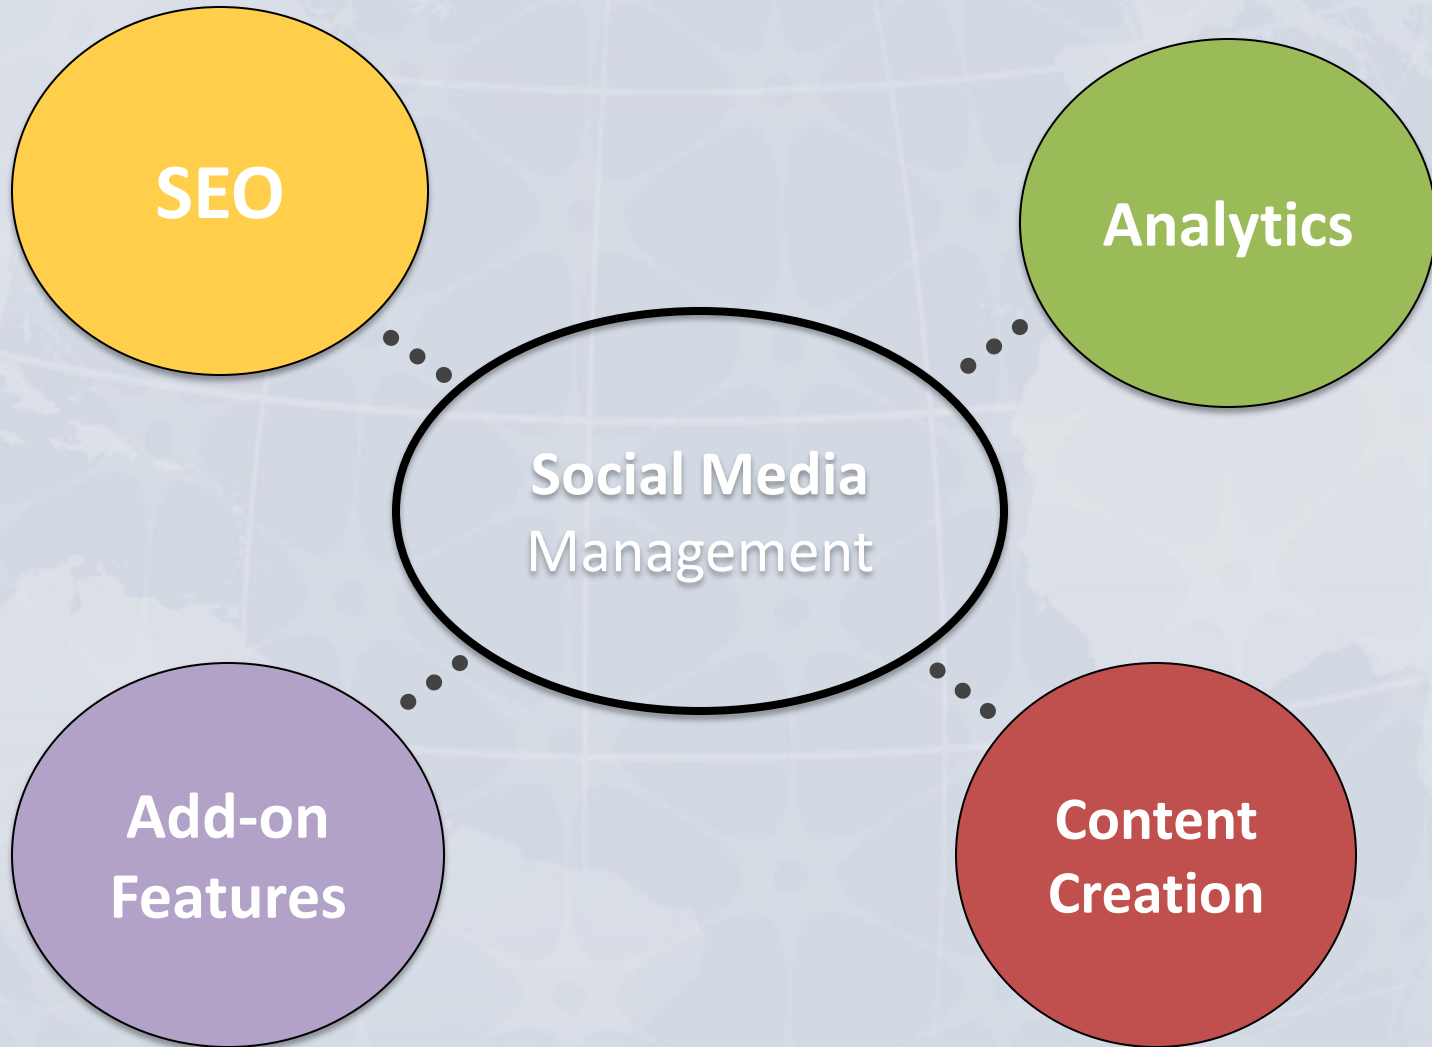 SEO
Analytics
Social Media
Management
Add-on
Features
Content
Creation